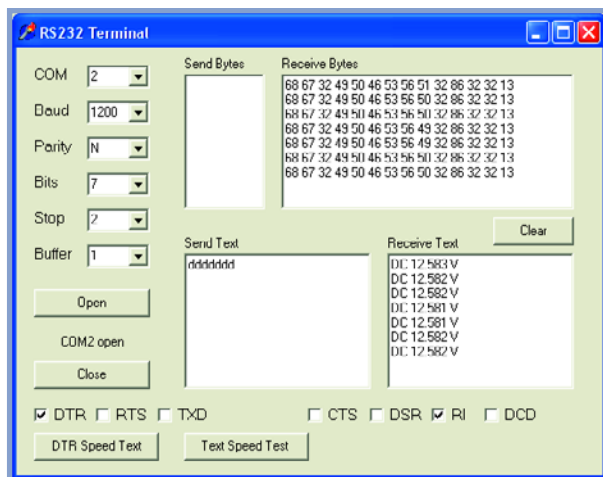 RS232 Terminal
COM 2
Baud 1200
Parity N
Bits 7
Stop 2
Buffer 1
Open
COM2 open
Close
Send Bytes
Receive Bytes
68 67 32 49 50 46 53 56 51 32 86 32 32 13
68 67 32 49 50 46 53 56 50 32 86 32 32 13
68 67 32 49 50 46 53 56 50 32 86 32 32 13
68 67 32 49 50 46 53 56 49 32 86 32 32 13
68 67 32 49 50 46 53 56 49 32 86 32 32 13
68 67 32 49 50 46 53 56 50 32 86 32 32 13
68 67 32 49 50 46 53 56 50 32 86 32 32 13
Clear
Send Text
ddddddd
Receive Text
DC 12.583 V
DC 12.582 V
DC 12.582 V
DC 12.581 V
DC 12.581 V
DC 12.582 V
DC 12.582 V
DTR RTS TXD CTS DSR RI DCD
DTR Speed Text Text Speed Test